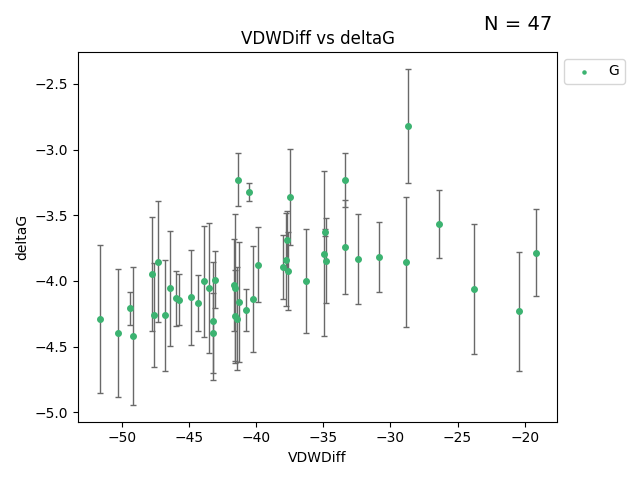 N = 47
VDWDiff vs deltaG
G
−2.5
−3.0
−3.5
−4.0
−4.5
−5.0
deltaG
−50 −45 −40 −35 −30 −25 −20
VDWDiff